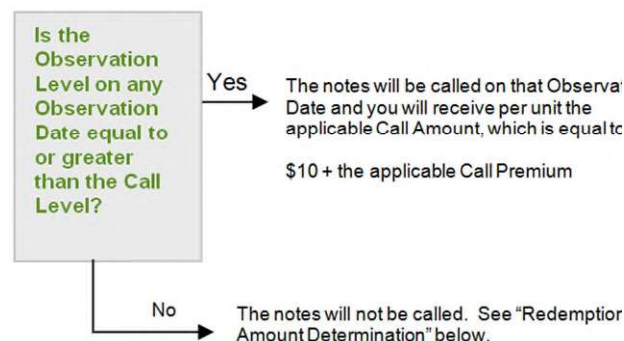 Is the
Observation
Level on any
Observation
Date equal to
or greater
than the Call
Level?
Yes
The notes will be called on that Observat
Date and you will receive per unit the
applicable Call Amount, which is equal to
$10 + the applicable Call Premium
No
The notes will not be called. See “Redemption
Amount Determination” below.